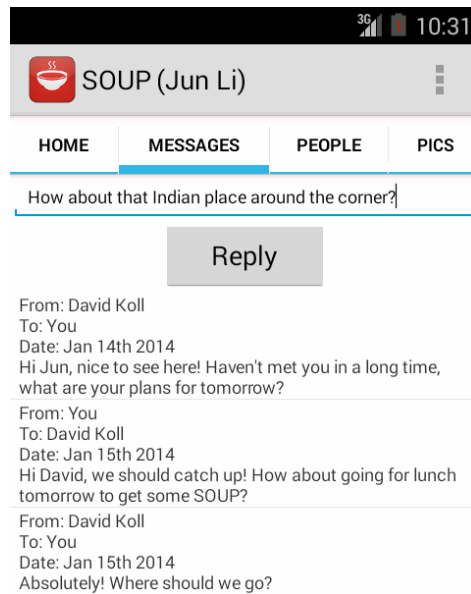 3G 10:31
SOUP (Jun Li)
HOME MESSAGES PEOPLE PICS
How about that Indian place around the corner?
Reply
From: David Koll
To: You
Date: Jan 14th 2014
Hi Jun, nice to see here! Haven't met you in a long time,
what are your plans for tomorrow?
From: You
To: David Koll
Date: Jan 15th 2014
Hi David, we should catch up! How about going for lunch
tomorrow to get some SOUP?
From: David Koll
To: You
Date: Jan 15th 2014
Absolutely! Where should we go?